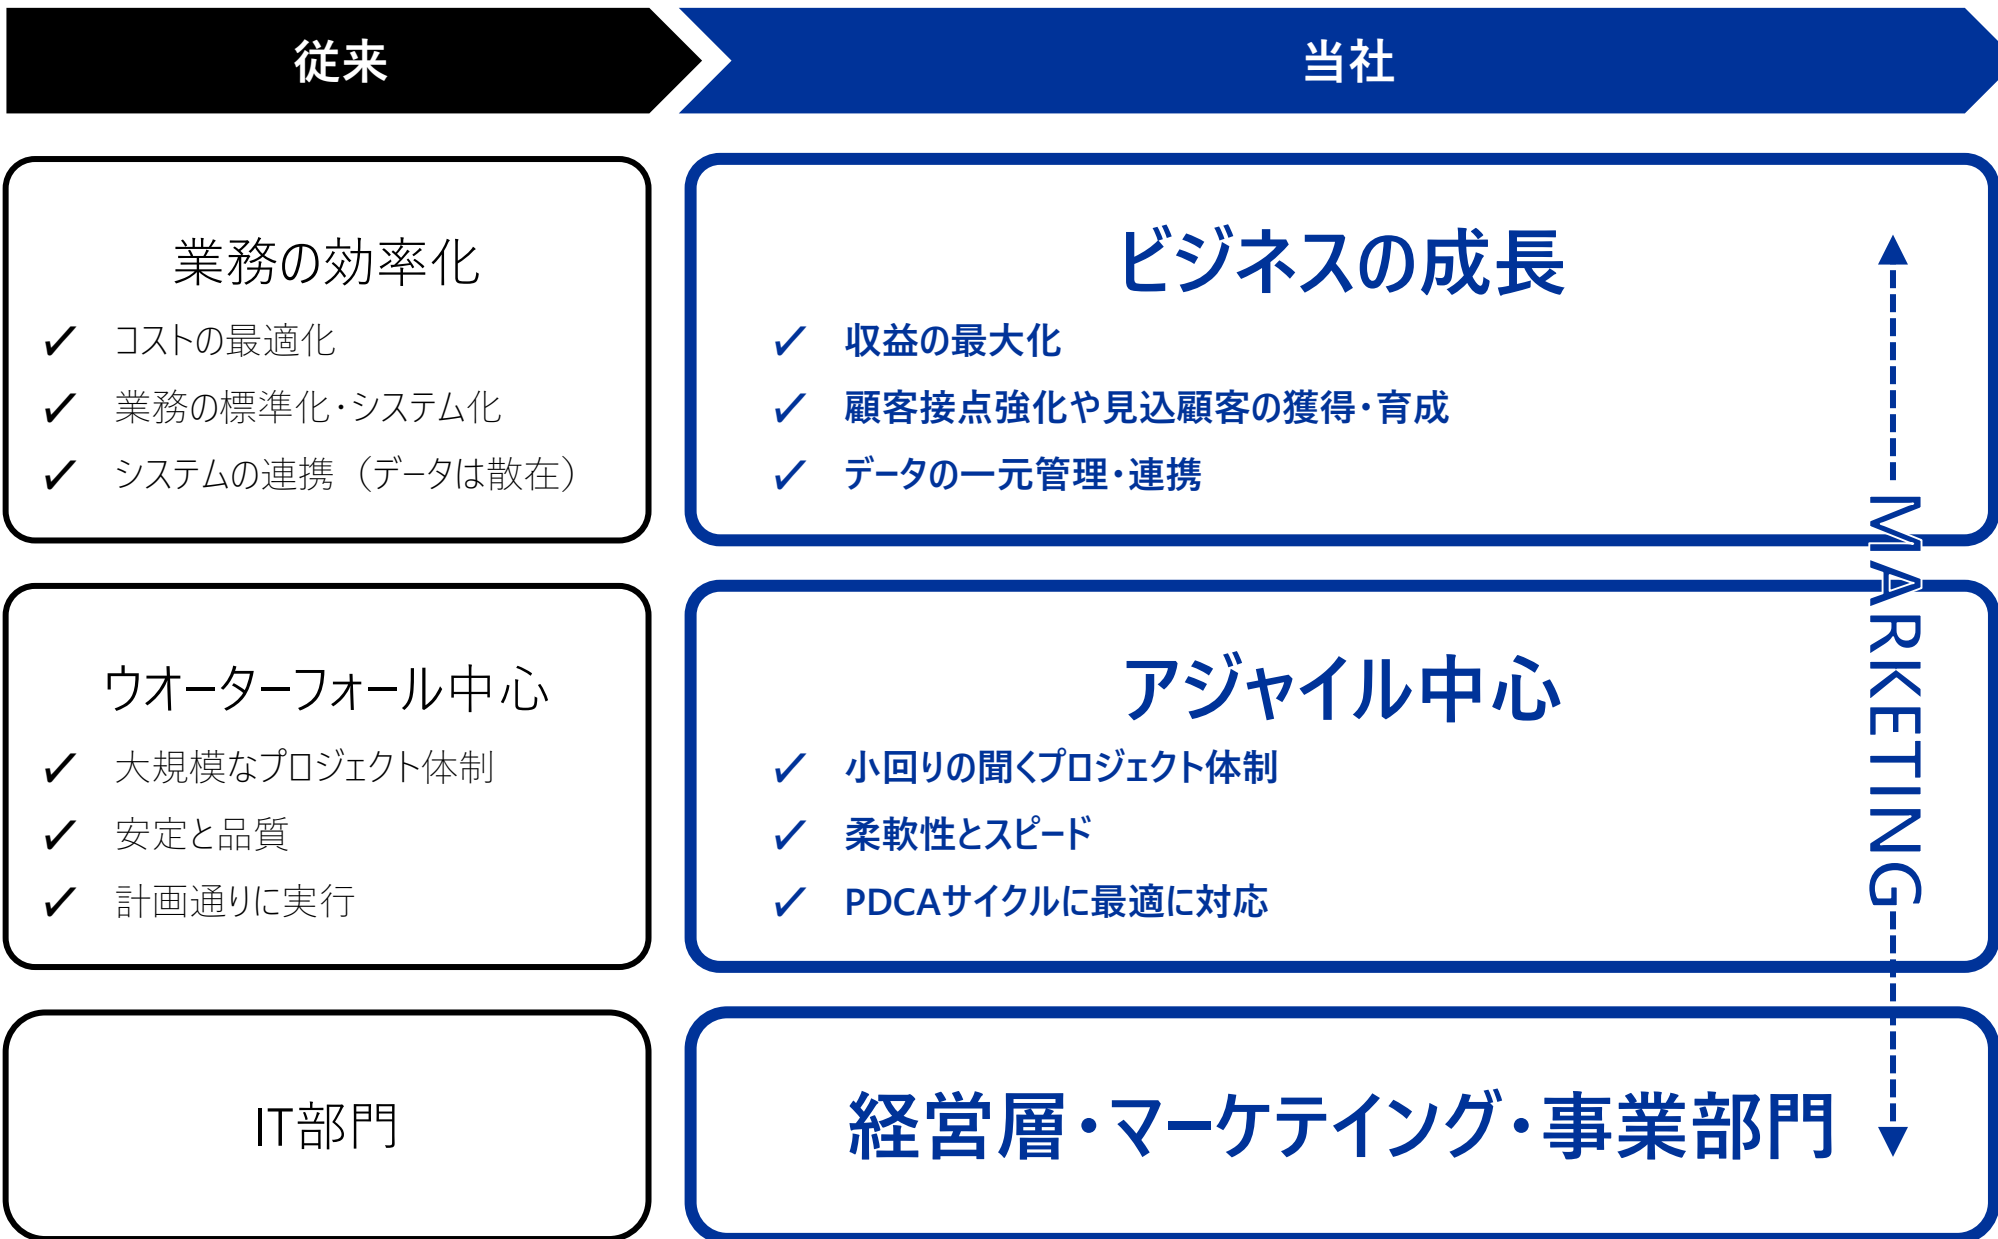 従来
当社
業務の効率化
✓ コストの最適化
✓ 業務の標準化・システム化
✓ システムの連携（データは散在）
ビジネスの成長
✓ 収益の最大化
✓ 顧客接点強化や見込顧客の獲得・育成
✓ データの一元管理・連携
ウオーターフォール中心
✓ 大規模なプロジェクト体制
✓ 安定と品質
✓ 計画通りに実行
アジャイル中心
✓ 小回りの聞くプロジェクト体制
✓ 柔軟性とスピード
✓ PDCAサイクルに最適に対応
IT部門
経営層・マーケテイング・事業部門
MARKETING